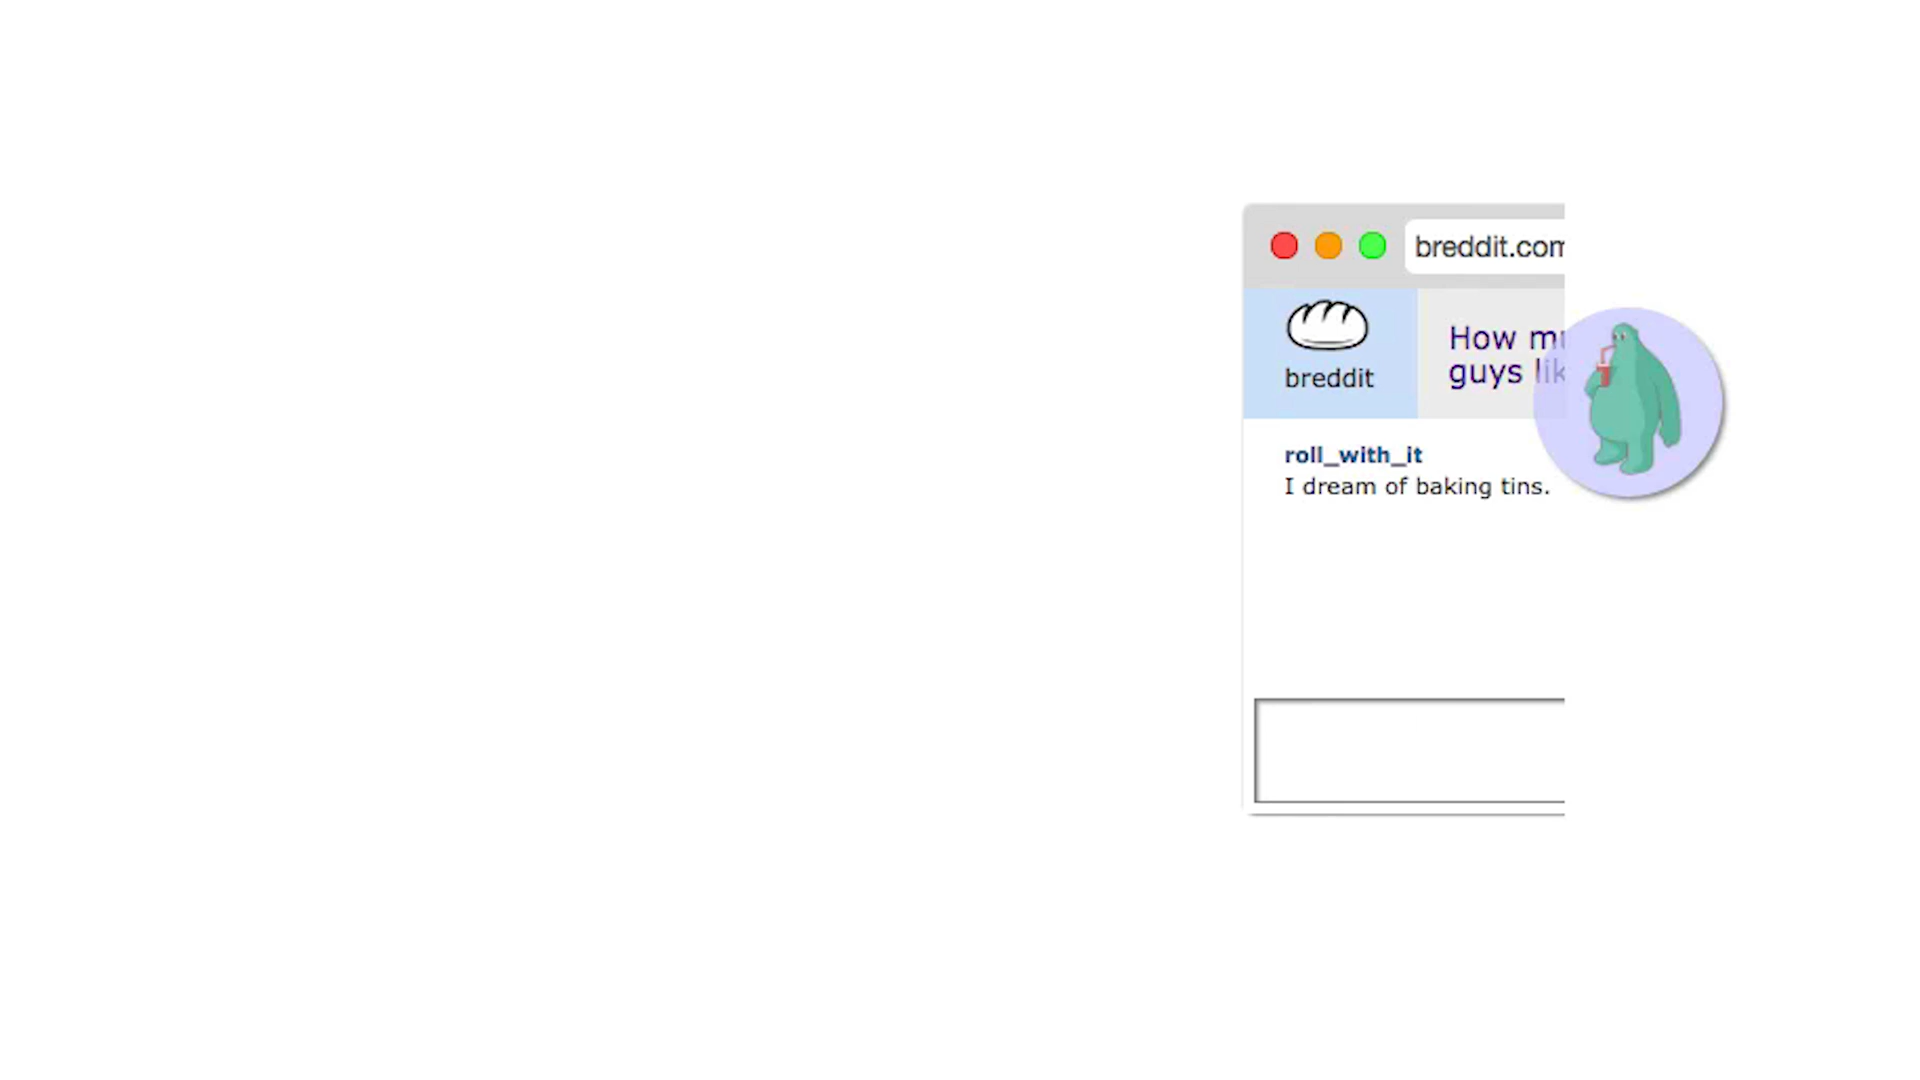 breddit.com
breddit
How
guys
roll_with_it
I dream of baking tins.